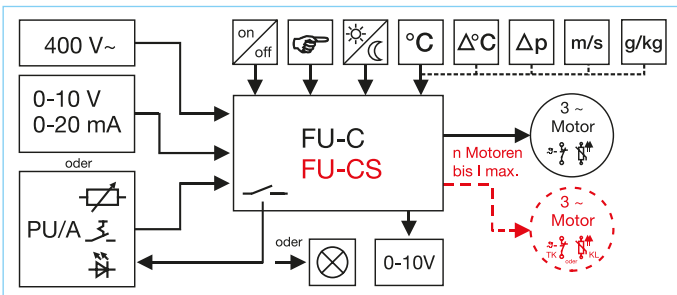 400 V~
on
off
°C
Δ°C
Δp
m/s
g/kg
0-10 V
0-20 mA
oder
PU/A
FU-C
FU-CS
oder
0-10V
n Motoren
bis I max.
3 ~
Motor
3 ~
Motor
TK
oder
KL